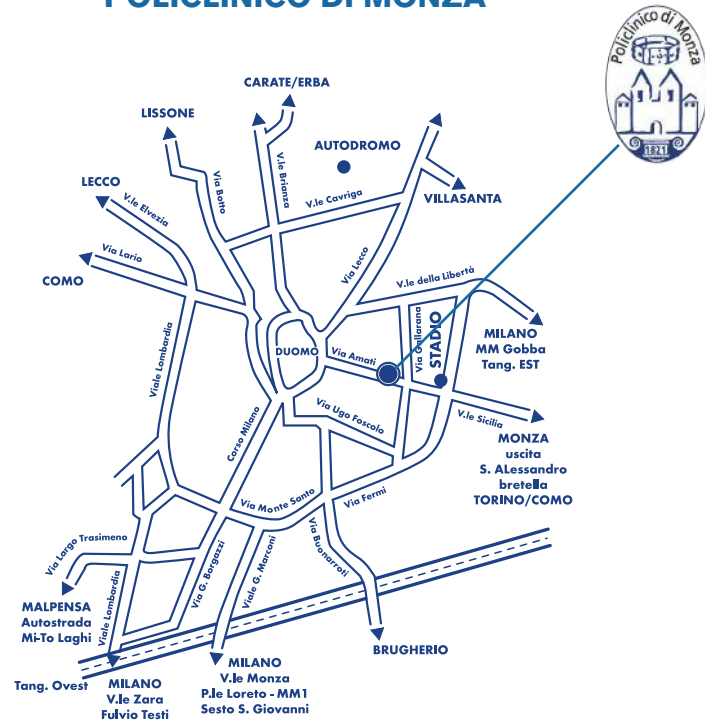 POLICLINICO DI MONZA
Policlinico di Monza
1821
CARATE/ERBA
LISSONE
AUTODROMO
V.le Brianza
Via Botto
LECCO
V.le Elvezia
V.le Cavriga
VILLASANTA
Via Lario
Via Lecco
COMO
V.le della Libertà
Viale Lombardia
DUOMO
Via Amati
Via Gallarana
STADIO
MILANO
MM Gobba
Tang. EST
Via Ugo Foscolo
V.le Sicilia
Corso Milano
MONZA
uscita
S. ALessandro
bretella
TORINO/COMO
Via Monte Santo
Via Fermi
Via Largo Trasimeno
Via Buonarroti
Via G. Borgazzi
Viale G. Marconi
Viale Lombardia
MALPENSA
Autostrada
Mi-To Laghi
BRUGHERIO
Tang. Ovest
MILANO
V.le Zara
Fulvio Testi
MILANO
V.le Monza
P.le Loreto - MM1
Sesto S. Giovanni